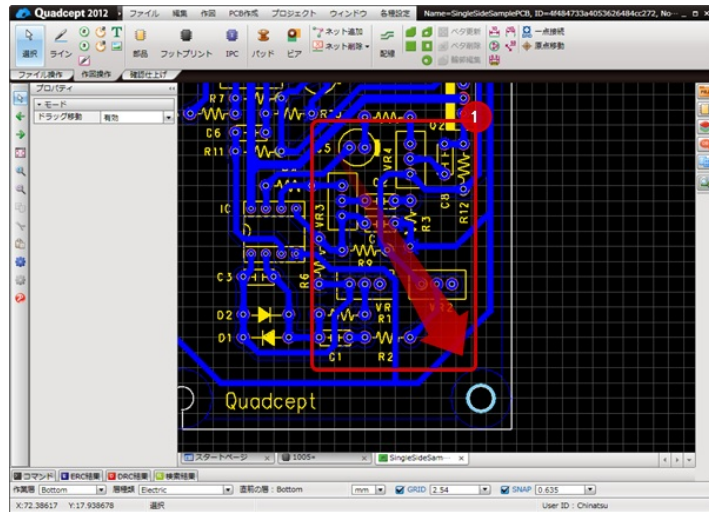 Quadcept 2012 ファイル 編集 作図 PCB作成 プロジェクト ウィンドウ 各種設定 Name=SingleSideSamplePCB, ID=4f484733a4053626484cc272, No-
選択 ライン 部品 フットプリント IPC パッド ビア ネット追加 ネット削除 配線 ベタ更新 ベタ削除 一点接続 原点移動
ファイル操作 作図操作 確認仕上げ
プロパティ
モード
ドラッグ移動 有効
R7
C6
R11
1
Q2
VR4
C8
R12
IC
VR3
R3
R9
R6
C3
D2
D1
VR
R1
VR2
C1
R2
Quadcept
スタートページ × 1005* × SingleSideSam… ×
コマンド ERC結果 DRC結果 検索結果
作業層 Bottom 層種類 Electric 直前の層 : Bottom mm GRID 2.54 SNAP 0.635
X:72.38617 Y:17.938678 選択 User ID : Chinatsu